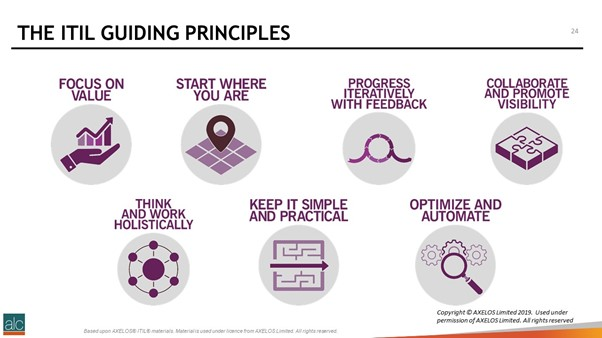 THE ITIL GUIDING PRINCIPLES
24
FOCUS ON
VALUE
START WHERE
YOU ARE
PROGRESS
ITERATIVELY
WITH FEEDBACK
COLLABORATE
AND PROMOTE
VISIBILITY
THINK
AND WORK
HOLISTICALLY
KEEP IT SIMPLE
AND PRACTICAL
OPTIMIZE AND
AUTOMATE
Copyright © AXELOS Limited 2019. Used under
permission of AXELOS Limited. All rights reserved
alc
Based upon AXELOS® ITIL® materials. Material is used under licence from AXELOS Limited. All rights reserved.